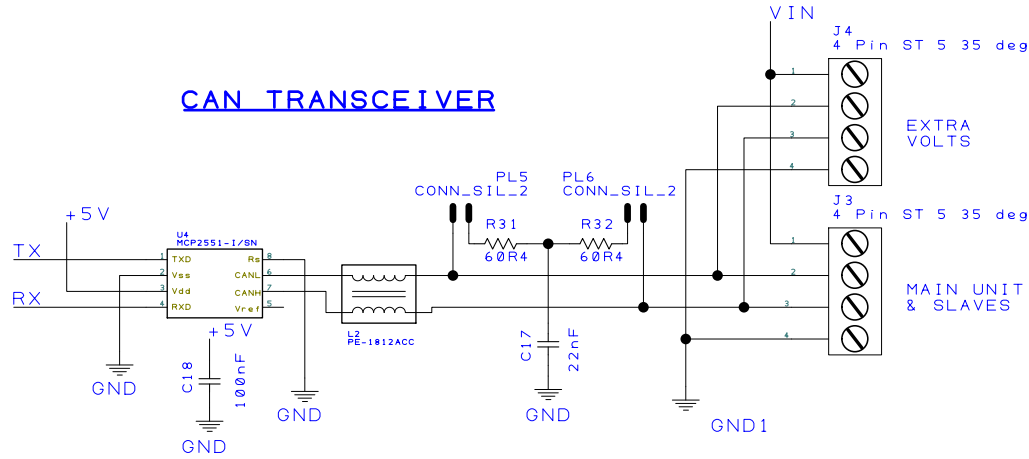 VIN
J4
4 Pin ST 5 35 deg
CAN TRANSCEIVER
1
2
3
4
EXTRA
VOLTS
PL5
CONN_SIL_2
PL6
CONN_SIL_2
R31
60R4
R32
60R4
J3
4 Pin ST 5 35 deg
1
2
3
4
MAIN UNIT
& SLAVES
+5V
TX
RX
U4
MCP2551-I/SN
1 TXD Rs 8
2 Vss CANL 6
3 Vdd CANH 7
4 RXD Vref 5
L2
PE-1812ACC
+5V
C18
100nF
C17
22nF
GND
GND
GND
GND
GND1